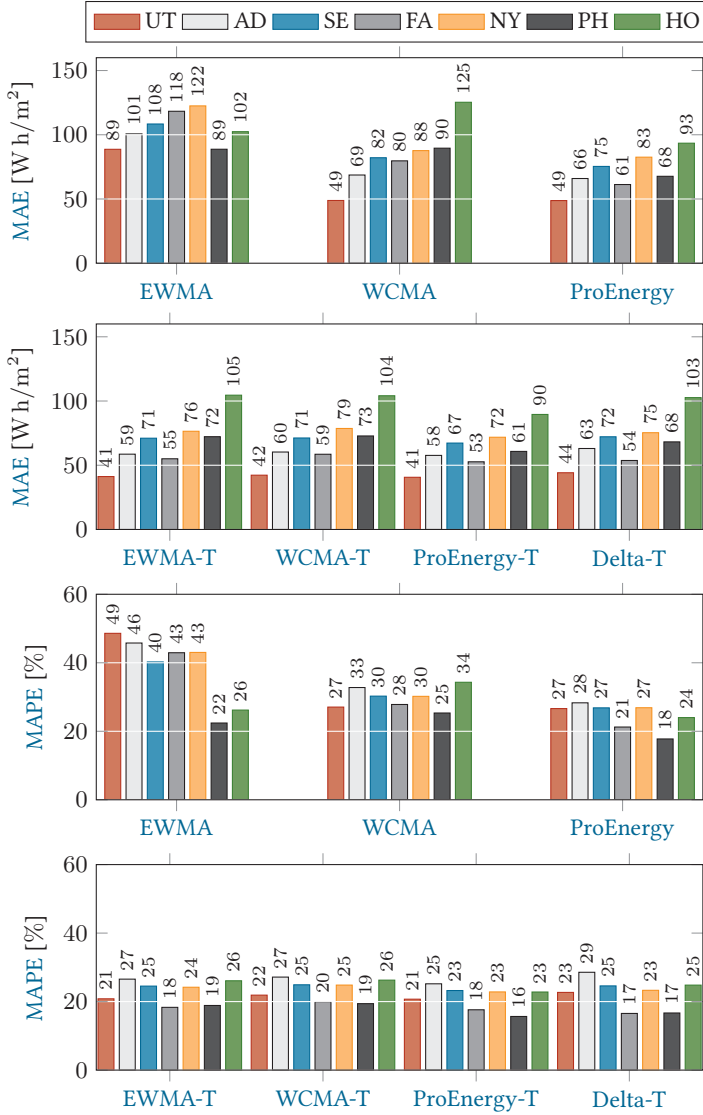 UT AD SE FA NY PH HO
MAE [W h/m²]
150
100
50
0
89 101 108 118 122 89 102
49 69 82 80 88 90 125
49 66 75 61 83 68 93
EWMA WCMA ProEnergy
MAE [W h/m²]
150
100
50
0
41 59 71 55 76 72 105
42 60 71 59 79 73 104
41 58 67 53 72 61 90
44 63 72 54 75 68 103
EWMA-T WCMA-T ProEnergy-T Delta-T
MAPE [%]
60
40
20
0
49 46 40 43 43 22 26
27 33 30 28 30 25 34
27 28 27 21 27 18 24
EWMA WCMA ProEnergy
MAPE [%]
60
40
20
0
21 27 25 18 24 19 26
22 27 25 20 25 19 26
21 25 23 18 23 16 23
23 29 25 17 23 17 25
EWMA-T WCMA-T ProEnergy-T Delta-T